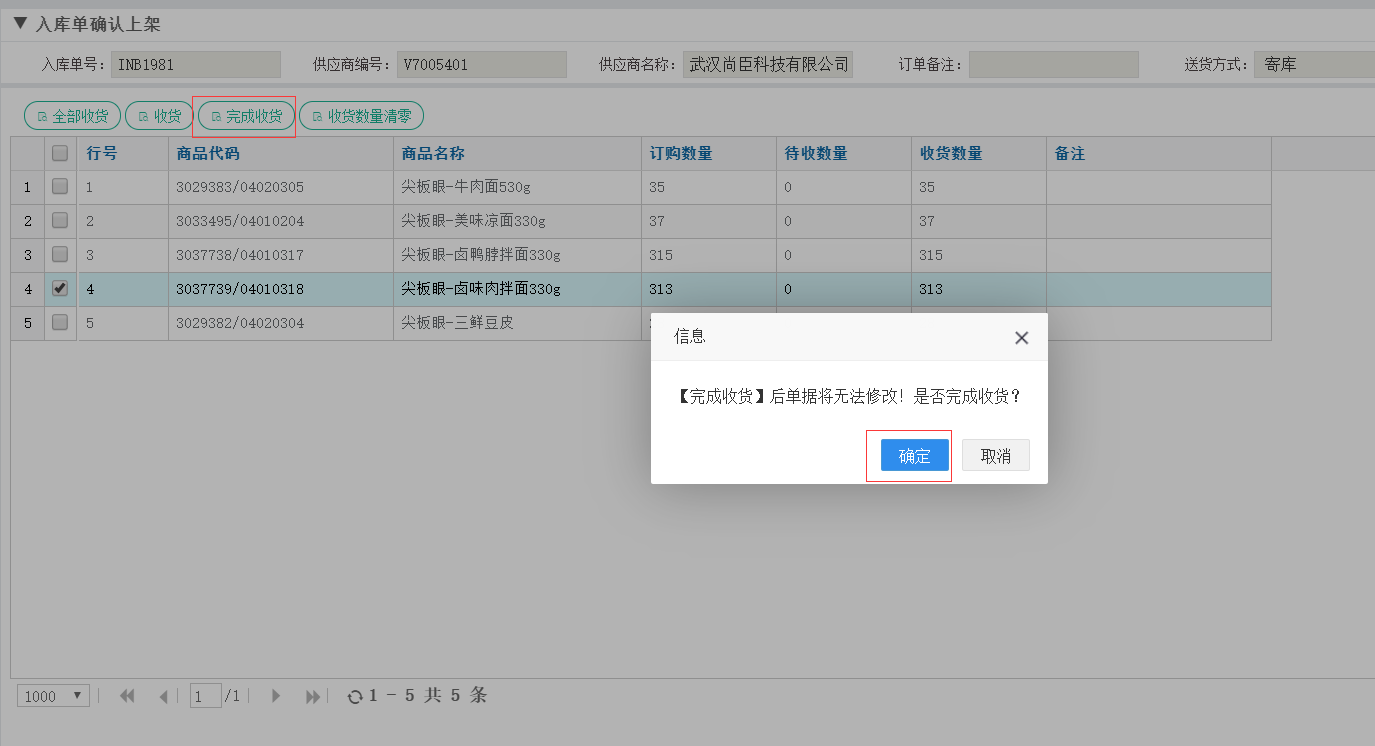 ▼ 入库单确认上架
入库单号: INB1981 供应商编号: V7005401 供应商名称: 武汉尚臣科技有限公司 订单备注: 送货方式: 寄库
全部收货 收货 完成收货 收货数量清零
行号 商品代码 商品名称 订购数量 待收数量 收货数量 备注
1 1 3029383/04020305 尖板眼-牛肉面530g 35 0 35
2 2 3033495/04010204 尖板眼-美味凉面330g 37 0 37
3 3 3037738/04010317 尖板眼-卤鸭脖拌面330g 315 0 315
4 4 3037739/04010318 尖板眼-卤味肉拌面330g 313 0 313
5 5 3029382/04020304 尖板眼-三鲜豆皮
信息
【完成收货】后单据将无法修改! 是否完成收货?
确定 取消
1000 1 /1 1 - 5 共 5 条